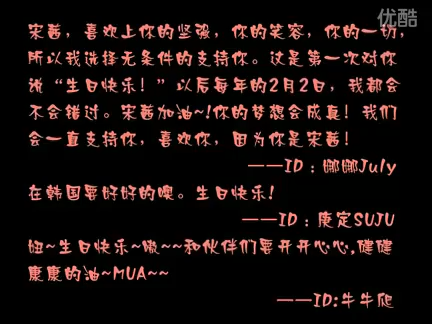 优酷
宋茜，喜欢上你的坚强，你的笑容，你的一切，
所以我选择无条件的支持你。这是第一次对你
说“生日快乐！”以后每年的2月2日，我都会
不会错过。宋茜加油~!你的梦想会成真！我们
会一直支持你，喜欢你，因为你是宋茜！
——ID：娜娜July
在韩国要好好的噢。生日快乐！
——ID：庚定SUJU
妞~生日快乐~嗷~~和伙伴们要开开心心,健健
康康的油~MUA~~
——ID:牛牛爬